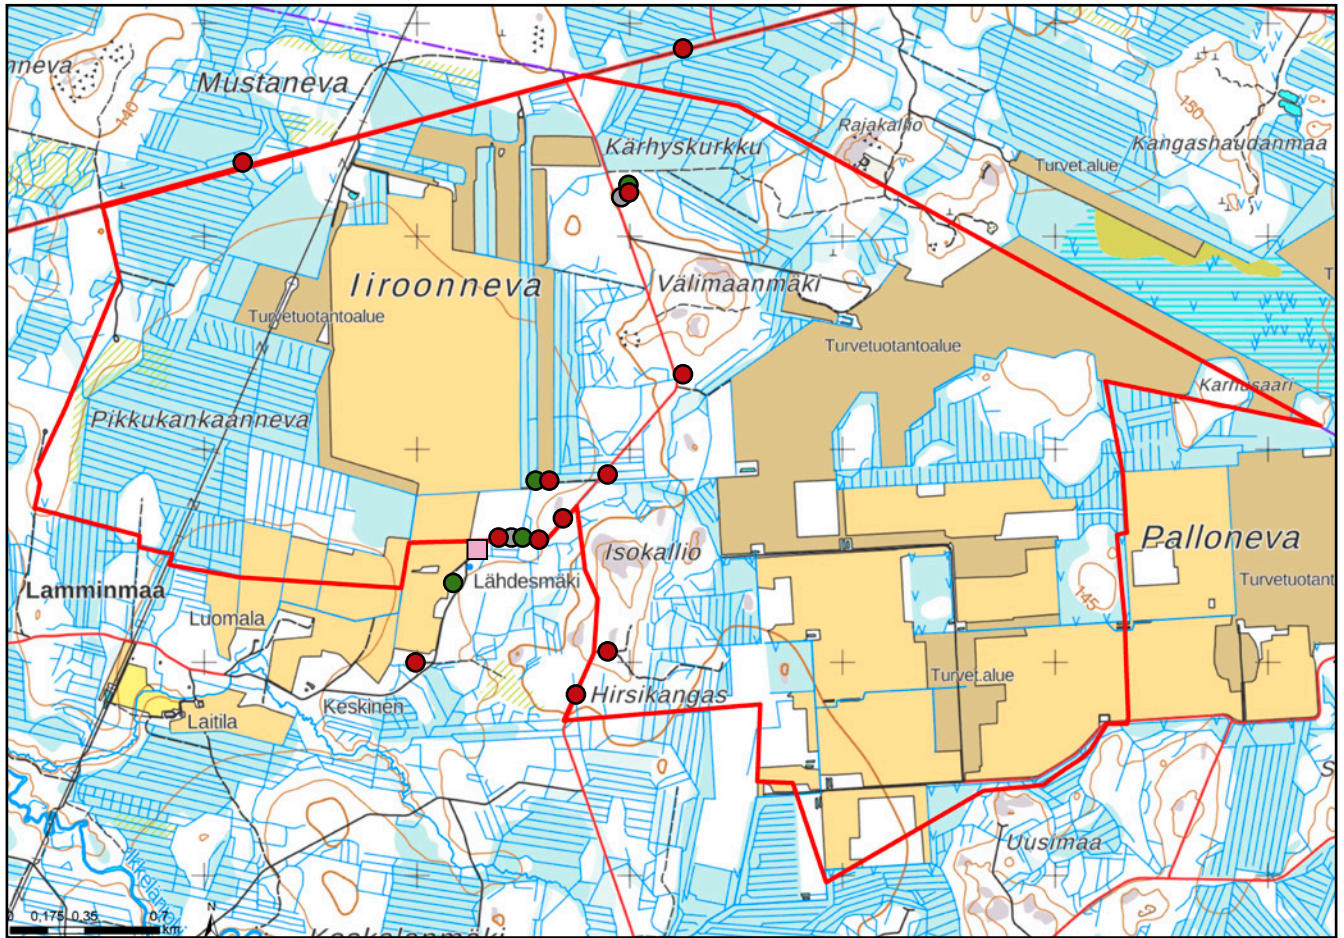 nneva
Mustaneva
140
Kärhyskurkku
Rajakallio
150
Kangashaudanmaa
Turvet.alue
Iiroonneva
Välimaanmäki
T
Turvetuotantoalue
Turvetuotantoalue
Karhusaari
Pikkukankaanneva
Palloneva
Isokallio
Lähdesmäki
Turvetuotant
145
Lamminmaa
Luomala
Turvet.alue
Hirsikangas
Keskinen
Laitila
S
Uusimaa
N
0 0,175 0,35 0,7
km